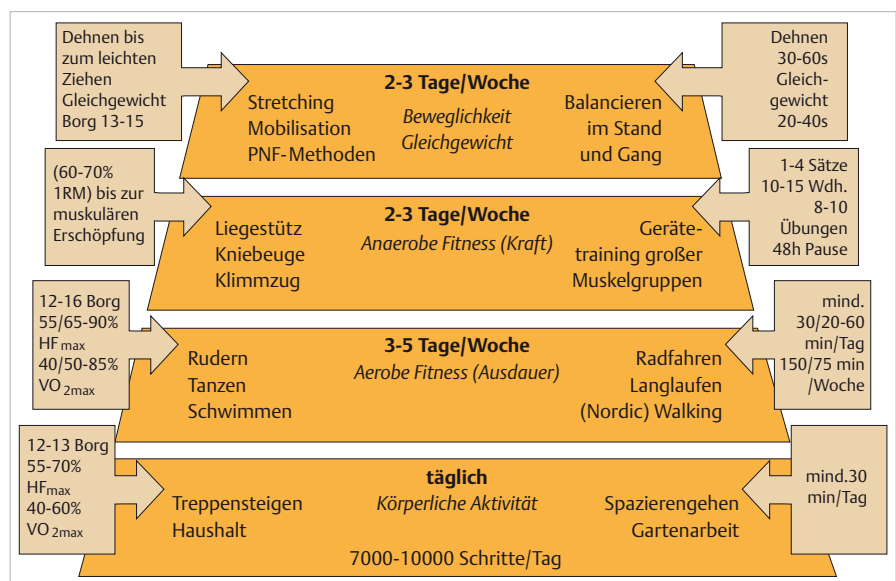 Dehnen bis
zum leichten
Ziehen
Gleichgewicht
Borg 13-15
2-3 Tage/Woche
Stretching
Mobilisation
PNF-Methoden
Beweglichkeit
Gleichgewicht
Balancieren
im Stand
und Gang
Dehnen
30-60s
Gleich-
gewicht
20-40s
(60-70%
1RM) bis zur
muskulären
Erschöpfung
2-3 Tage/Woche
Liegestütz
Kniebeuge
Klimmzug
Anaerobe Fitness (Kraft)
Geräte-
training großer
Muskelgruppen
1-4 Sätze
10-15 Wdh.
8-10
Übungen
48h Pause
12-16 Borg
55/65-90%
HFmax
40/50-85%
VO2max
3-5 Tage/Woche
Rudern
Tanzen
Schwimmen
Aerobe Fitness (Ausdauer)
Radfahren
Langlaufen
(Nordic) Walking
mind.
30/20-60
min/Tag
150/75 min
/Woche
12-13 Borg
55-70%
HFmax
40-60%
VO2max
täglich
Treppensteigen
Haushalt
Körperliche Aktivität
Spazierengehen
Gartenarbeit
7000-10000 Schritte/Tag
mind.30
min/Tag